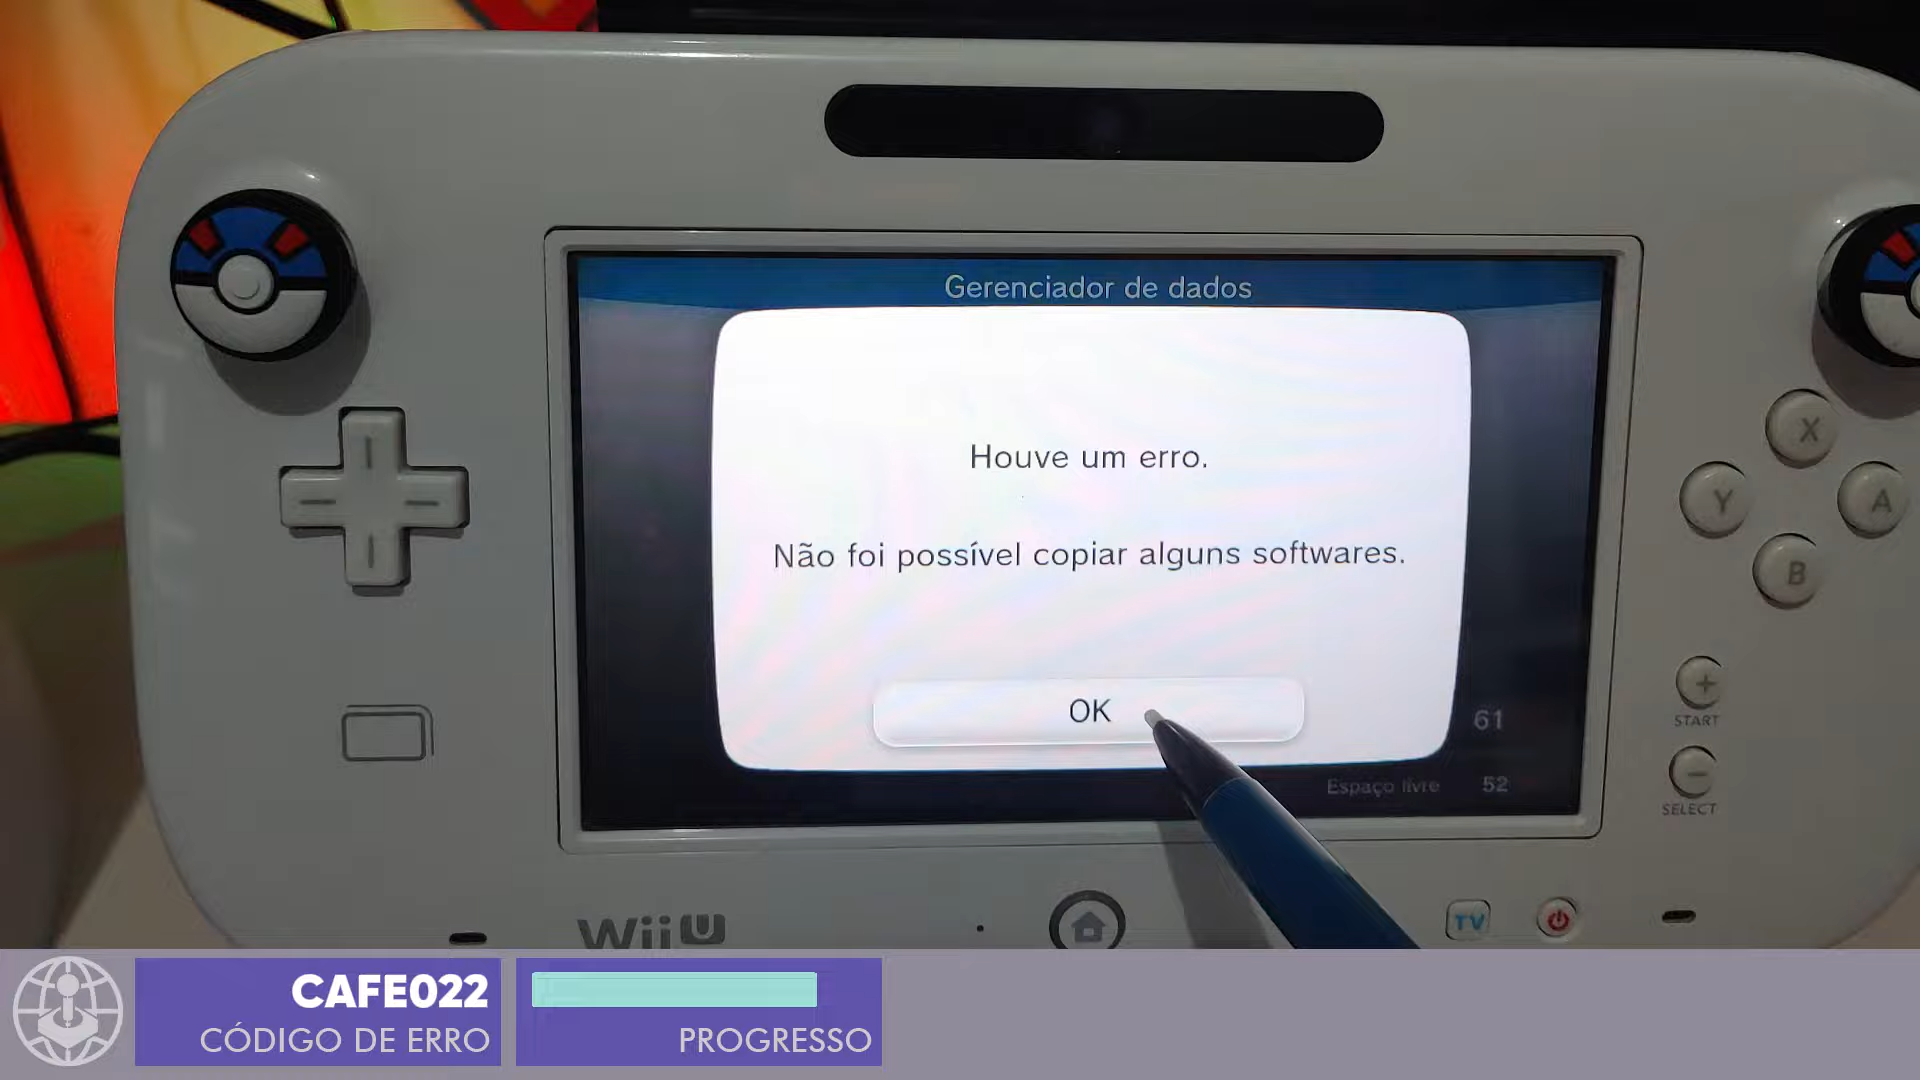 Gerenciador de dados
Houve um erro.
Não foi possível copiar alguns softwares.
OK
61
Espaço livre 52
X
Y
A
B
+
START
−
SELECT
Wii U
TV
CAFE022
CÓDIGO DE ERRO
PROGRESSO